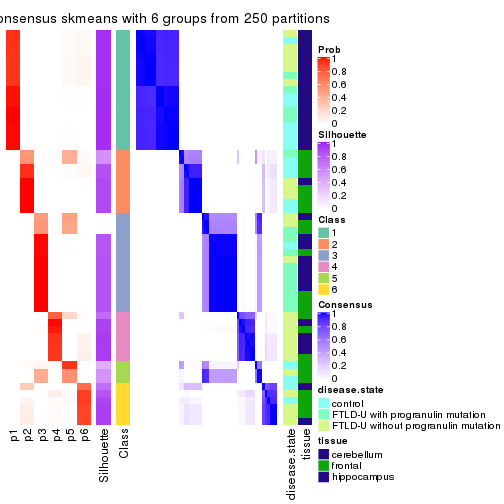 onsensus skmeans with 6 groups from 250 partitions
Prob
1
0.8
0.6
0.4
0.2
0
Silhouette
1
0.8
0.6
0.4
0.2
0
Class
1
2
3
4
5
6
Consensus
1
0.8
0.6
0.4
0.2
0
disease.state
control
FTLD-U with progranulin mutation
FTLD-U without progranulin mutation
tissue
cerebellum
frontal
hippocampus
p1
p2
p3
p4
p5
p6
Silhouette
Class
disease.state
tissue